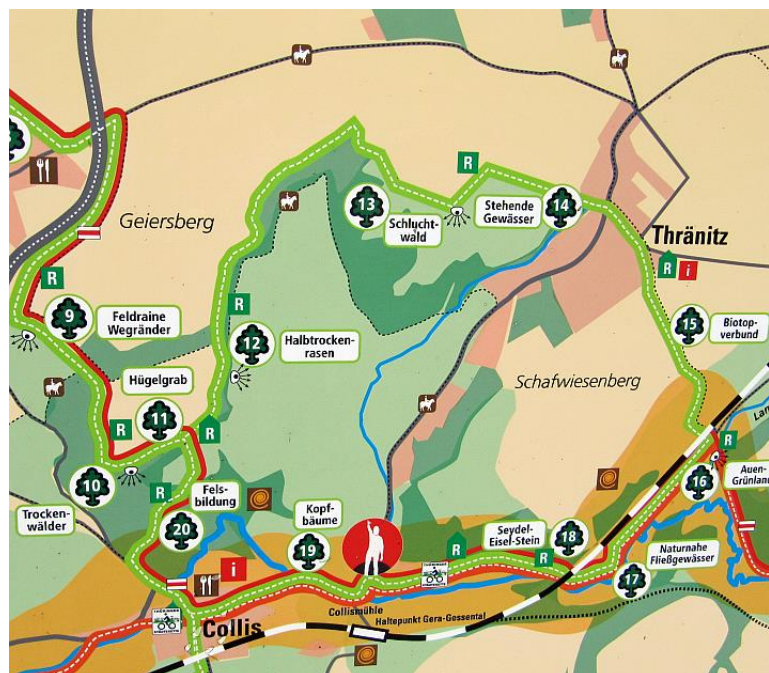 Geiersberg
R
9
Feldraine
Wegränder
Hügelgrab
11
R
10
Trocken-
wälder
R
12
Halbtrocken-
rasen
R
13
Schlucht-
wald
R
Stehende
Gewässer
14
Thränitz
R
i
15
Biotop-
verbund
Schafwiesenberg
R
16
Auen-
Grünland
R
Fels-
bildung
20
Kopf-
bäume
19
i
R
Seydel-
Eisel-Stein
18
R
Naturnahe
Fließgewässer
17
Collis
Collismühle
Haltepunkt Gera-Gessental